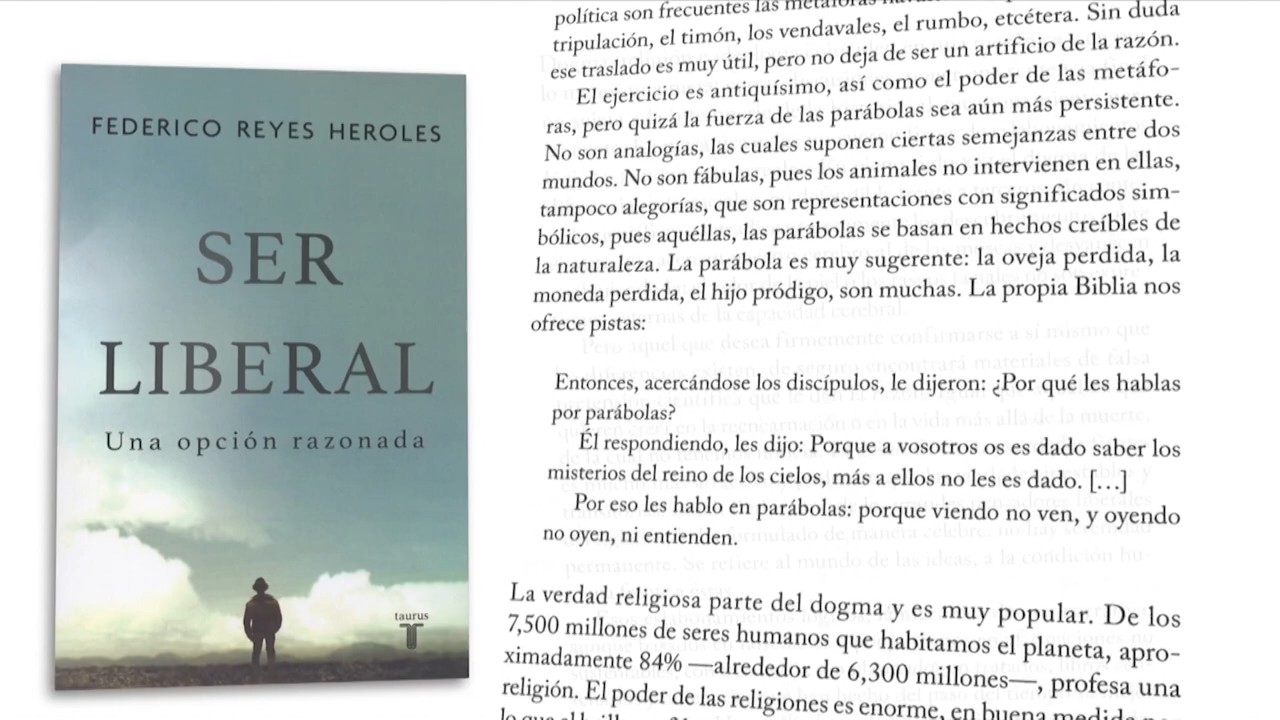 FEDERICO REYES HEROLES
SER
LIBERAL
Una opción razonada
taurus
política son frecuentes las metáforas
tripulación, el timón, los vendavales, el rumbo, etcétera. Sin duda
ese traslado es muy útil, pero no deja de ser un artificio de la razón.
El ejercicio es antiquísimo, así como el poder de las metáfo-
ras, pero quizá la fuerza de las parábolas sea aún más persistente.
No son analogías, las cuales suponen ciertas semejanzas entre dos
mundos. No son fábulas, pues los animales no intervienen en ellas,
tampoco alegorías, que son representaciones con significados sim-
bólicos, pues aquéllas, las parábolas se basan en hechos creíbles de
la naturaleza. La parábola es muy sugerente: la oveja perdida, la
moneda perdida, el hijo pródigo, son muchas. La propia Biblia nos
ofrece pistas:
Entonces, acercándose los discípulos, le dijeron: ¿Por qué les hablas
por parábolas?
Él respondiendo, les dijo: Porque a vosotros os es dado saber los
misterios del reino de los cielos, más a ellos no les es dado. [...]
Por eso les hablo en parábolas: porque viendo no ven, y oyendo
no oyen, ni entienden.
La verdad religiosa parte del dogma y es muy popular. De los
7,500 millones de seres humanos que habitamos el planeta, apro-
ximadamente 84% —alrededor de 6,300 millones—, profesa una
religión. El poder de las religiones es enorme, en buena medida